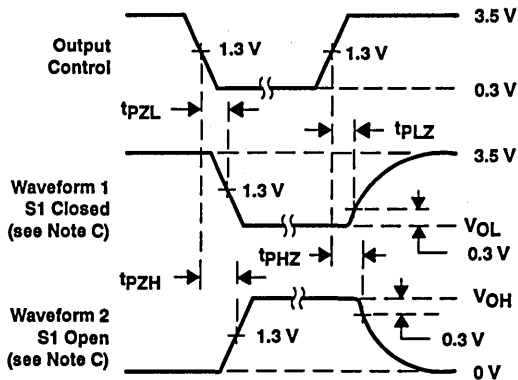 3.5 V
Output
Control
1.3 V
1.3 V
0.3 V
tPZL
tPLZ
3.5 V
Waveform 1
S1 Closed
(see Note C)
1.3 V
VOL
0.3 V
tPHZ
tPZH
VOH
Waveform 2
S1 Open
(see Note C)
1.3 V
0.3 V
0 V